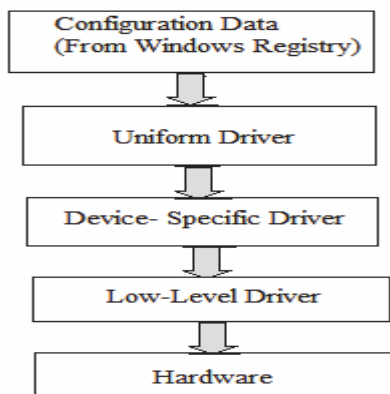 Configuration Data
(From Windows Registry)
Uniform Driver
Device- Specific Driver
Low-Level Driver
Hardware